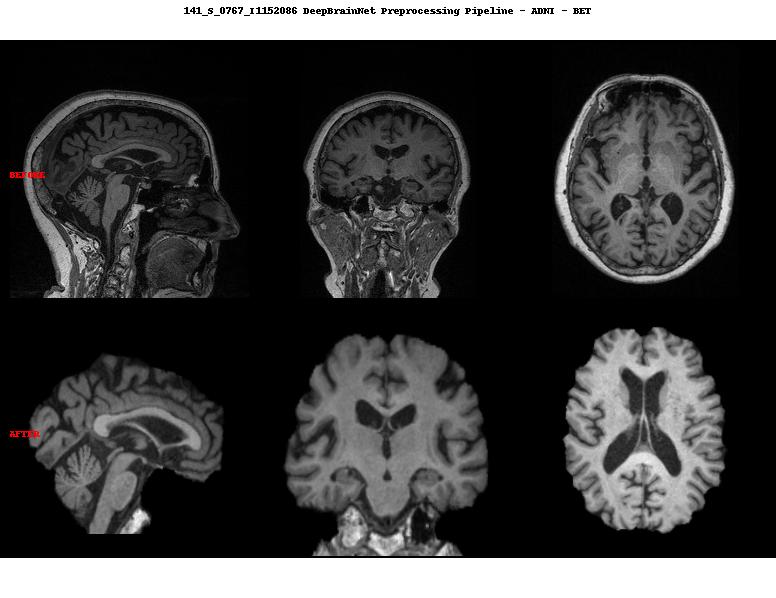 141_S_0767_I1152086 DeepBrainNet Preprocessing Pipeline - ADNI - BET
BEFORE
AFTER